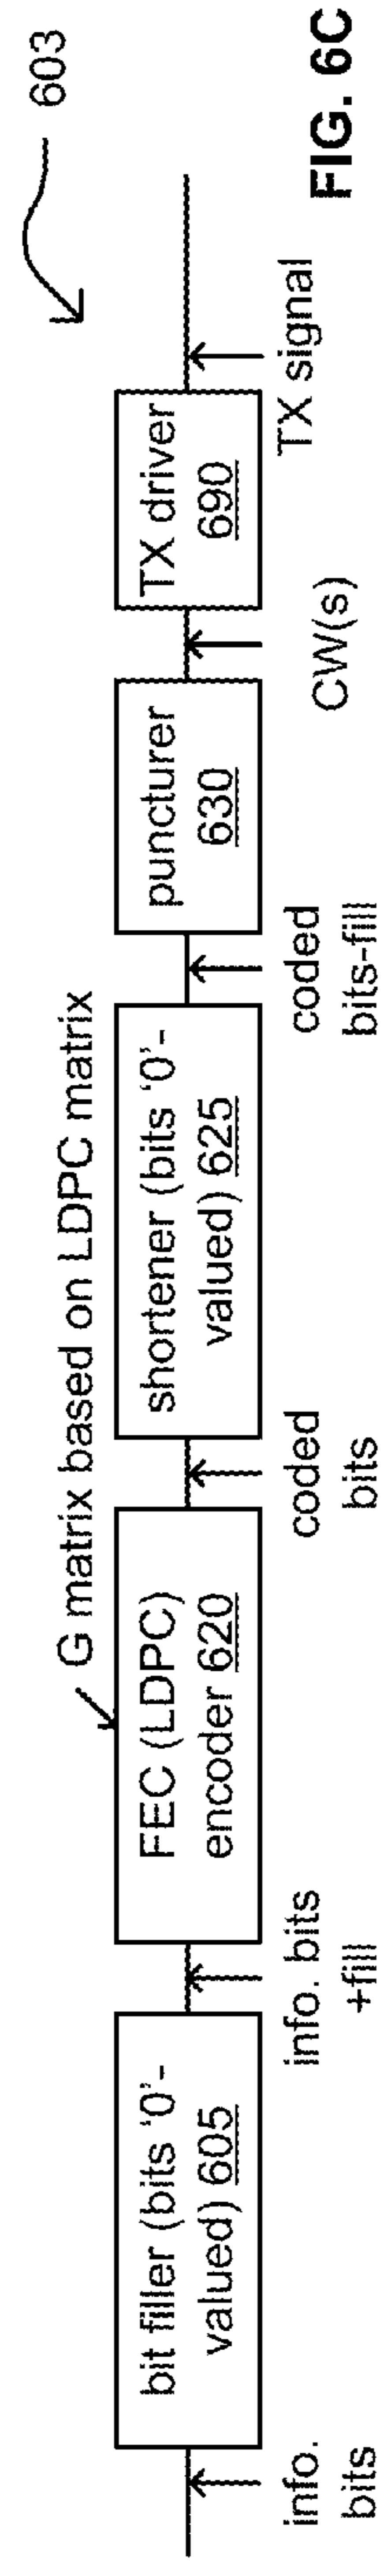 603
G matrix based on LDPC matrix
bit filler (bits ‘0’-
valued) 605
FEC (LDPC)
encoder 620
shortener (bits ‘0’-
valued) 625
puncturer
630
TX driver
690
info.
bits
info. bits
+fill
coded
bits
coded
bits-fill
CW(s)
TX signal
FIG. 6C